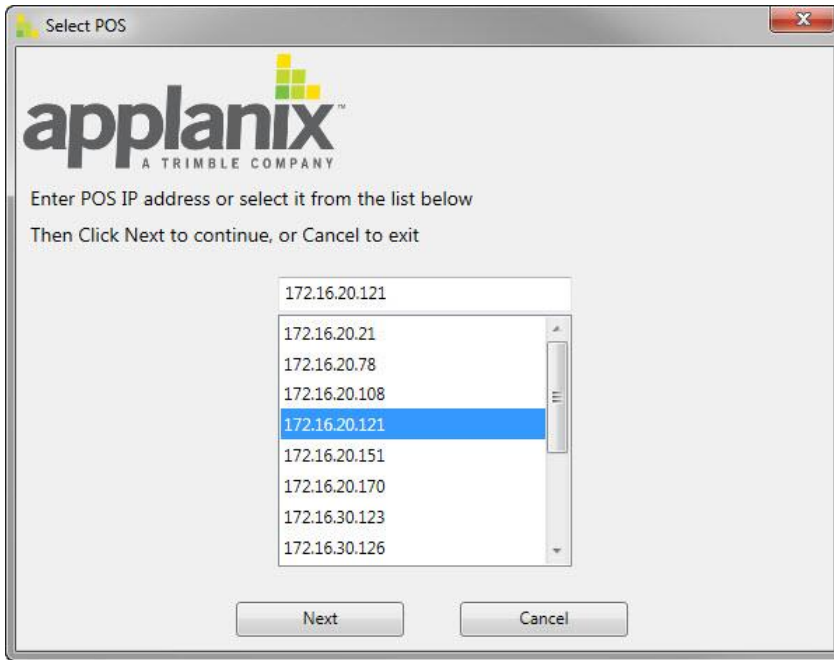 Select POS
applanix™
A TRIMBLE COMPANY
Enter POS IP address or select it from the list below
Then Click Next to continue, or Cancel to exit
172.16.20.121
172.16.20.21
172.16.20.78
172.16.20.108
172.16.20.121
172.16.20.151
172.16.20.170
172.16.30.123
172.16.30.126
Next Cancel